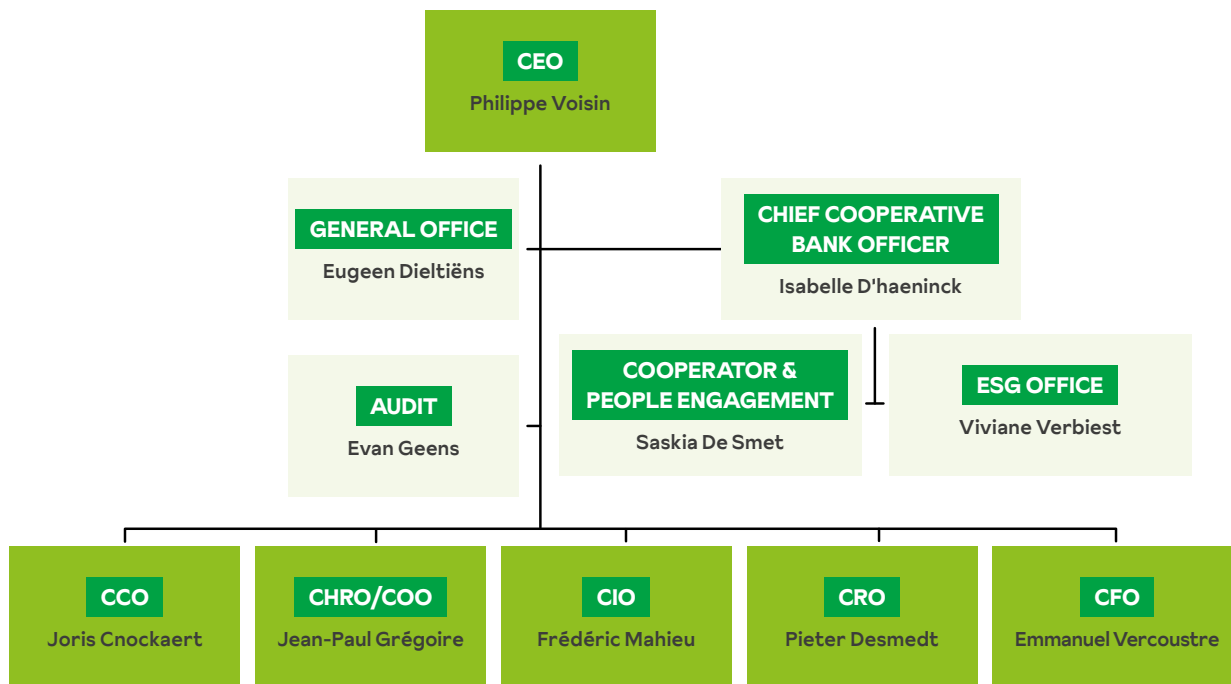 CEO
Philippe Voisin
GENERAL OFFICE
Eugeen Dieltiëns
CHIEF COOPERATIVE
BANK OFFICER
Isabelle D'haeninck
AUDIT
Evan Geens
COOPERATOR &
PEOPLE ENGAGEMENT
Saskia De Smet
ESG OFFICE
Viviane Verbiest
CCO
Joris Cnockaert
CHRO/COO
Jean-Paul Grégoire
CIO
Frédéric Mahieu
CRO
Pieter Desmedt
CFO
Emmanuel Vercoustre